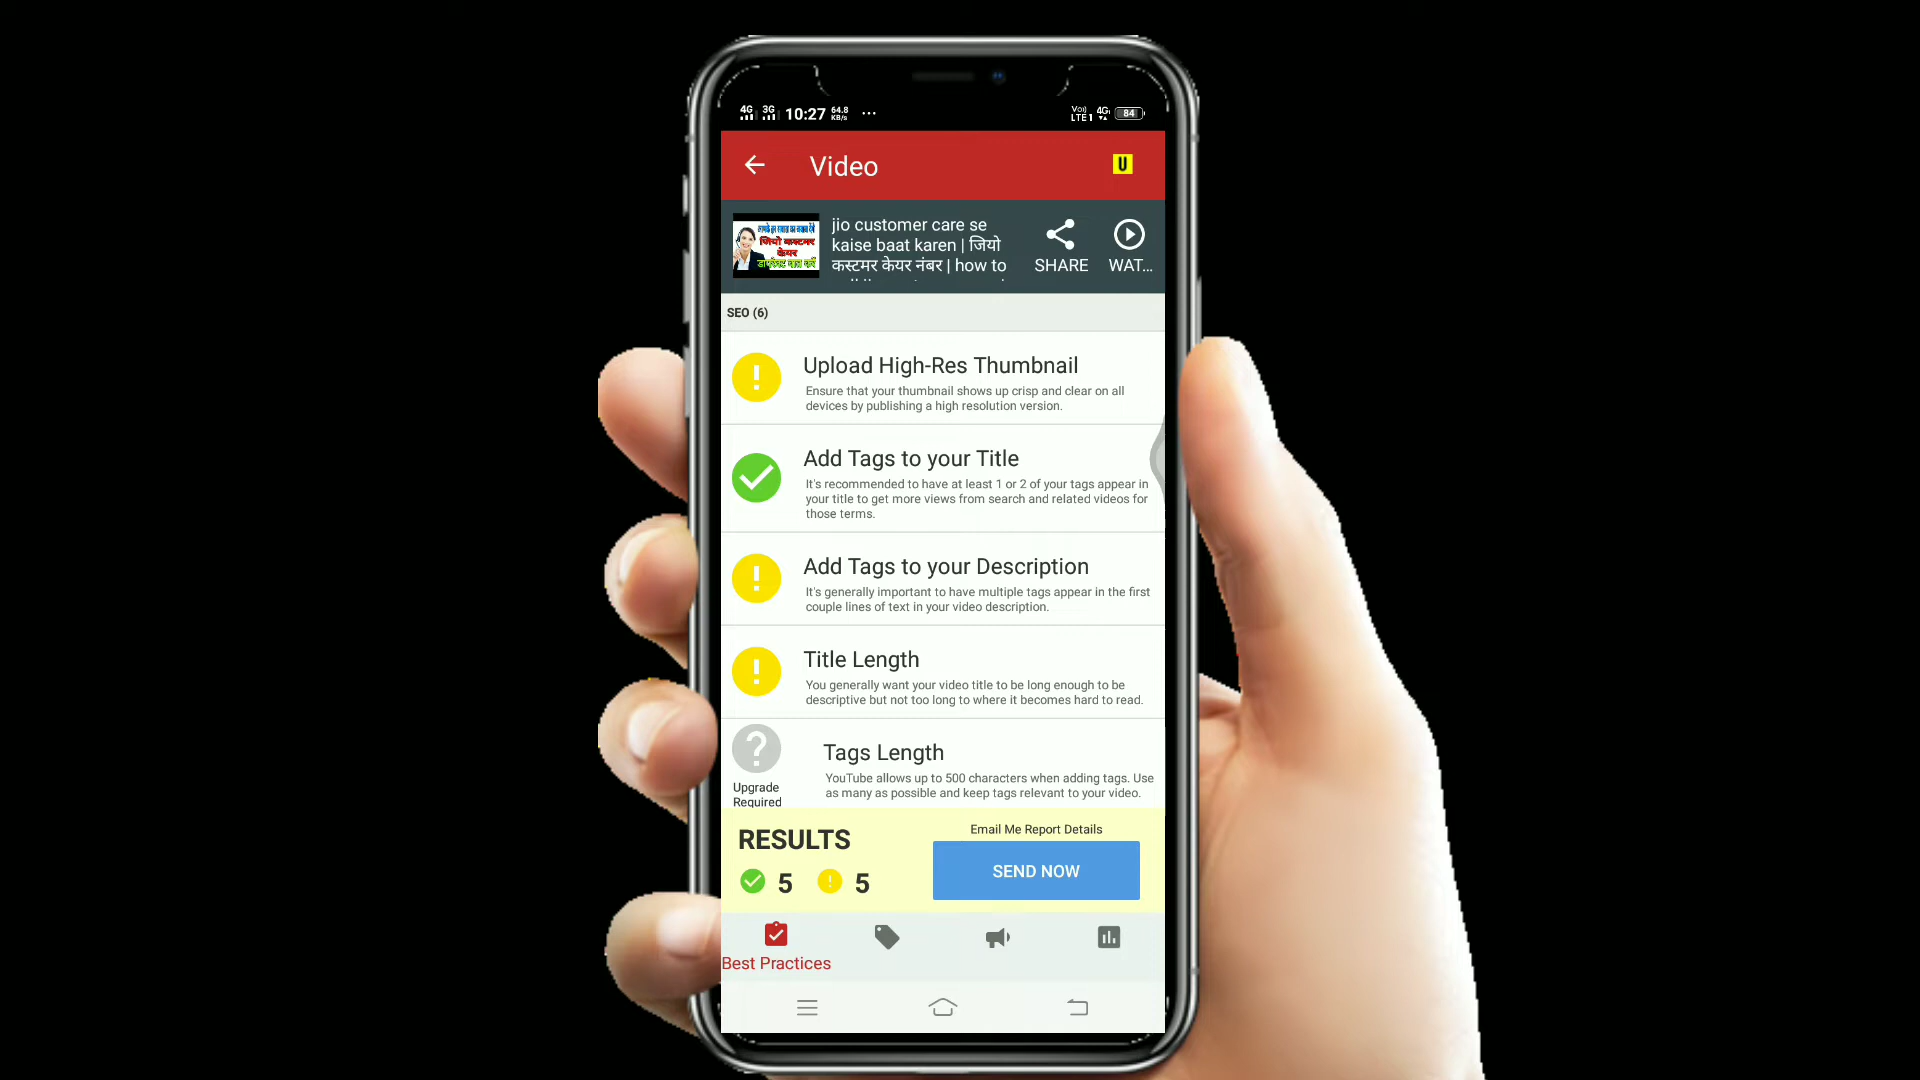 4G 3G 10:27 64.8 KB/s ... Vo) LTE1 4G 84
Video
U
जियो कस्टमर
केयर
jio customer care se
kaise baat karen | जियो
कस्टमर केयर नंबर | how to
SHARE
WAT...
SEO (6)
Upload High-Res Thumbnail
Ensure that your thumbnail shows up crisp and clear on all
devices by publishing a high resolution version.
Add Tags to your Title
It's recommended to have at least 1 or 2 of your tags appear in
your title to get more views from search and related videos for
those terms.
Add Tags to your Description
It's generally important to have multiple tags appear in the first
couple lines of text in your video description.
Title Length
You generally want your video title to be long enough to be
descriptive but not too long to where it becomes hard to read.
Upgrade
Required
Tags Length
YouTube allows up to 500 characters when adding tags. Use
as many as possible and keep tags relevant to your video.
RESULTS
5 5
Email Me Report Details
SEND NOW
Best Practices